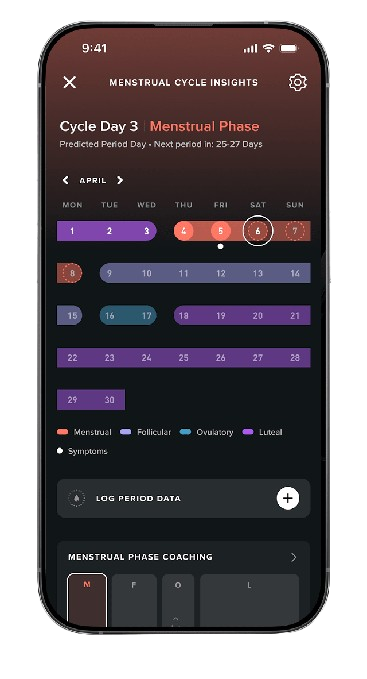 9:41
MENSTRUAL CYCLE INSIGHTS
Cycle Day 3 | Menstrual Phase
Predicted Period Day • Next period in: 25-27 Days
APRIL
MON TUE WED THU FRI SAT SUN
1 2 3 4 5 6 7
8 9 10 11 12 13 14
15 16 17 18 19 20 21
22 23 24 25 26 27 28
29 30
Menstrual Follicular Ovulatory Luteal
Symptoms
LOG PERIOD DATA
MENSTRUAL PHASE COACHING
M F O L